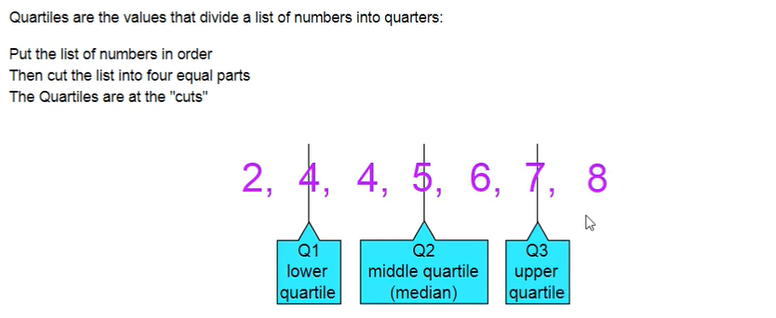 Quartiles are the values that divide a list of numbers into quarters:
Put the list of numbers in order
Then cut the list into four equal parts
The Quartiles are at the "cuts"
2, 4, 4, 5, 6, 7, 8
Q1
lower
quartile
Q2
middle quartile
(median)
Q3
upper
quartile